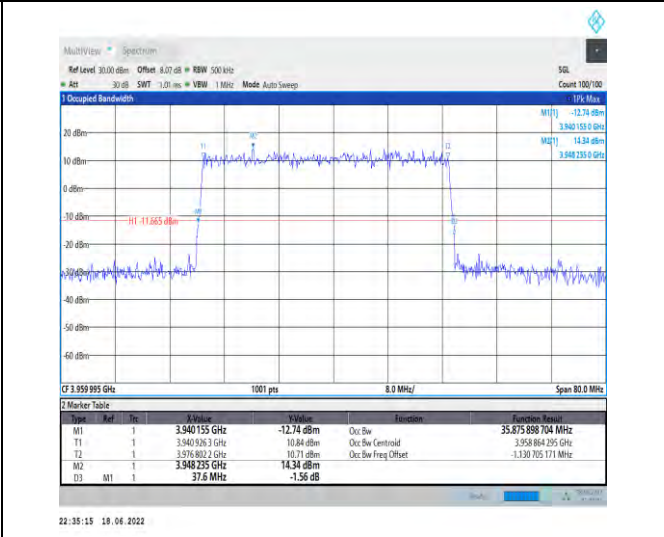 MultiView Spectrum
Ref Level 30.00 dBm Offset 8.07 dB RBW 500 kHz SGL
Att 30 dB SWT 1.01 ms VBW 1 MHz Mode Auto Sweep Count 100/100
1 Occupied Bandwidth 1Pk Max
M1[1] -12.74 dBm
3.940 155 0 GHz
M2[1] 14.34 dBm
3.948 235 0 GHz
20 dBm
T1 M2 T2
10 dBm
0 dBm
-10 dBm
M1
H1 -11.665 dBm
D3
-20 dBm
-30 dBm
-40 dBm
-50 dBm
-60 dBm
CF 3.959 995 GHz 1001 pts 8.0 MHz/ Span 80.0 MHz
2 Marker Table
Type Ref Trc X-Value Y-Value Function Function Result
M1 1 3.940 155 GHz -12.74 dBm Occ Bw 35.875 898 704 MHz
T1 1 3.940 926 3 GHz 10.84 dBm Occ Bw Centroid 3.958 864 295 GHz
T2 1 3.976 802 2 GHz 10.71 dBm Occ Bw Freq Offset -1.130 705 171 MHz
M2 1 3.948 235 GHz 14.34 dBm
D3 M1 1 37.6 MHz -1.56 dB
22:35:15 18.06.2022